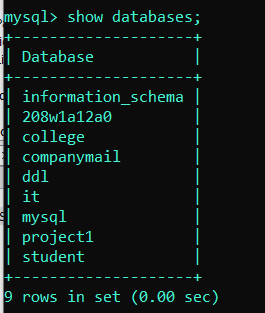 mysql> show databases;
+--------------------+
| Database           |
+--------------------+
| information_schema |
| 208w1a12a0         |
| college            |
| companymail        |
| ddl                |
| it                 |
| mysql              |
| project1           |
| student            |
+--------------------+
9 rows in set (0.00 sec)